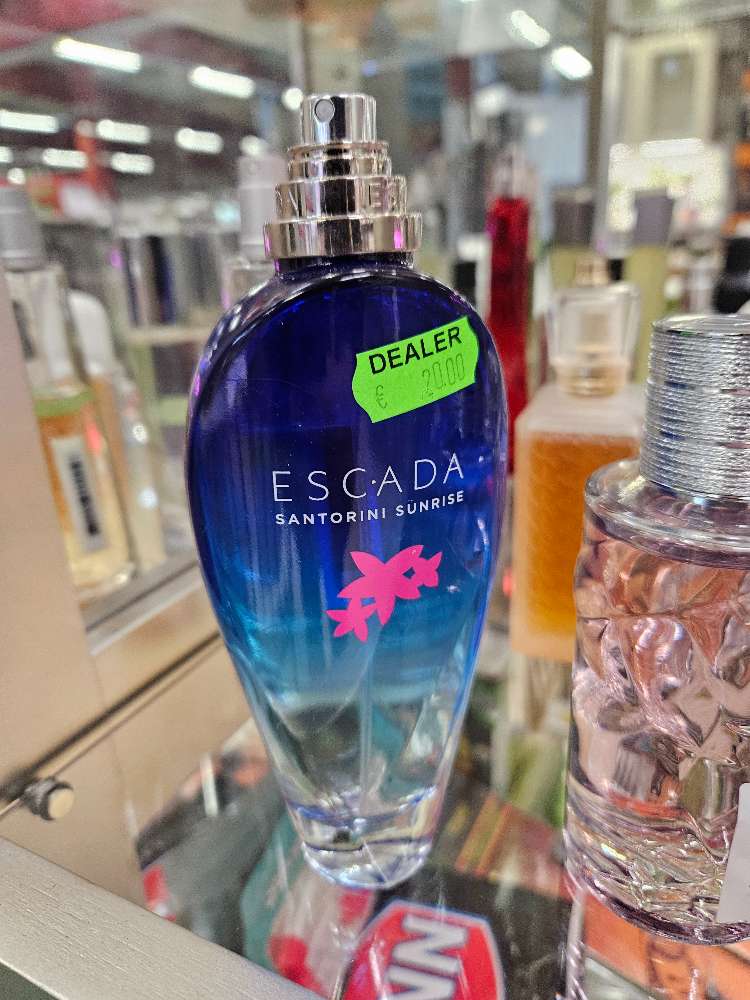 DEALER
€ 20.00
ESCADA
SANTORINI SUNRISE